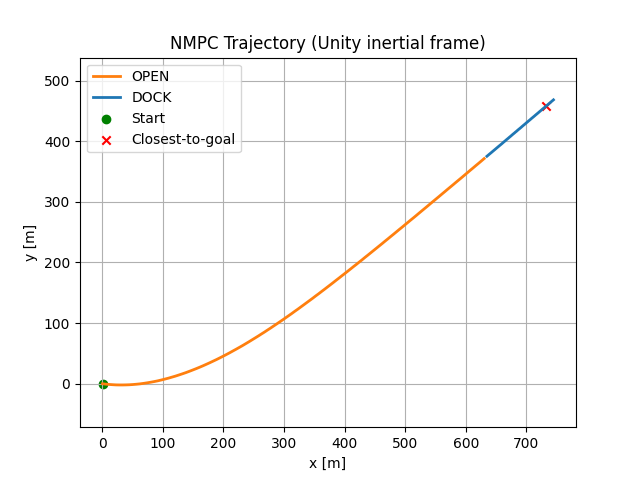 NMPC Trajectory (Unity inertial frame)
OPEN
DOCK
Start
Closest-to-goal
y [m]
500
400
300
200
100
0
0 100 200 300 400 500 600 700
x [m]